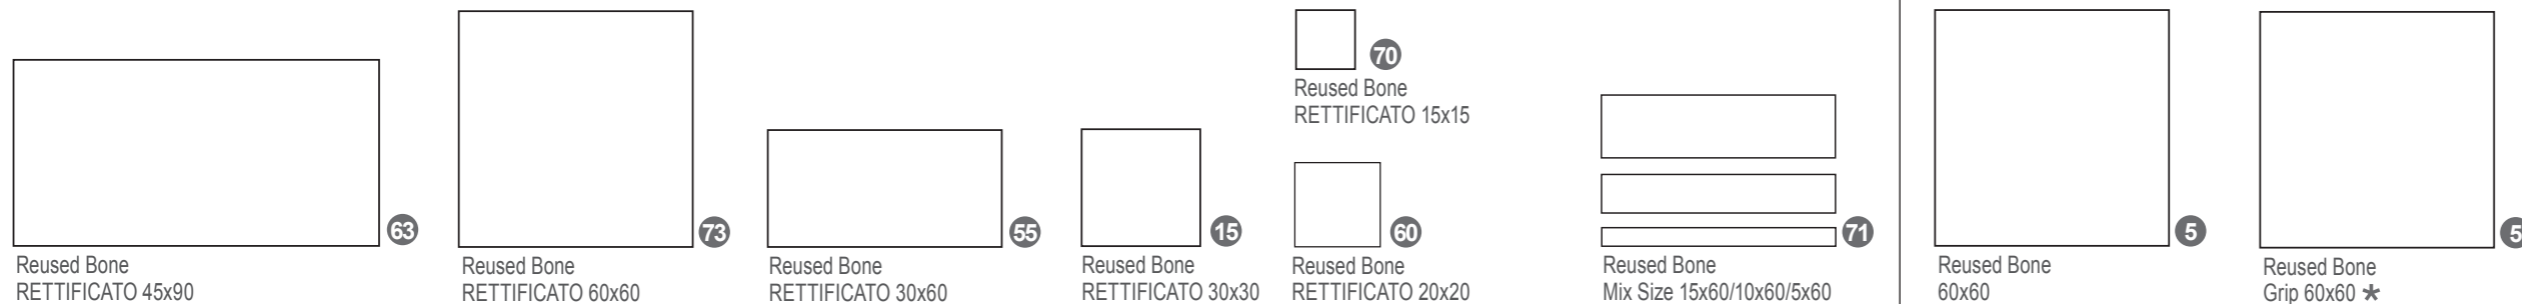 63
Reused Bone
RETTIFICATO 45x90
73
Reused Bone
RETTIFICATO 60x60
55
Reused Bone
RETTIFICATO 30x60
15
Reused Bone
RETTIFICATO 30x30
70
Reused Bone
RETTIFICATO 15x15
60
Reused Bone
RETTIFICATO 20x20
71
Reused Bone
Mix Size 15x60/10x60/5x60
5
Reused Bone
60x60
5
Reused Bone
Grip 60x60 *